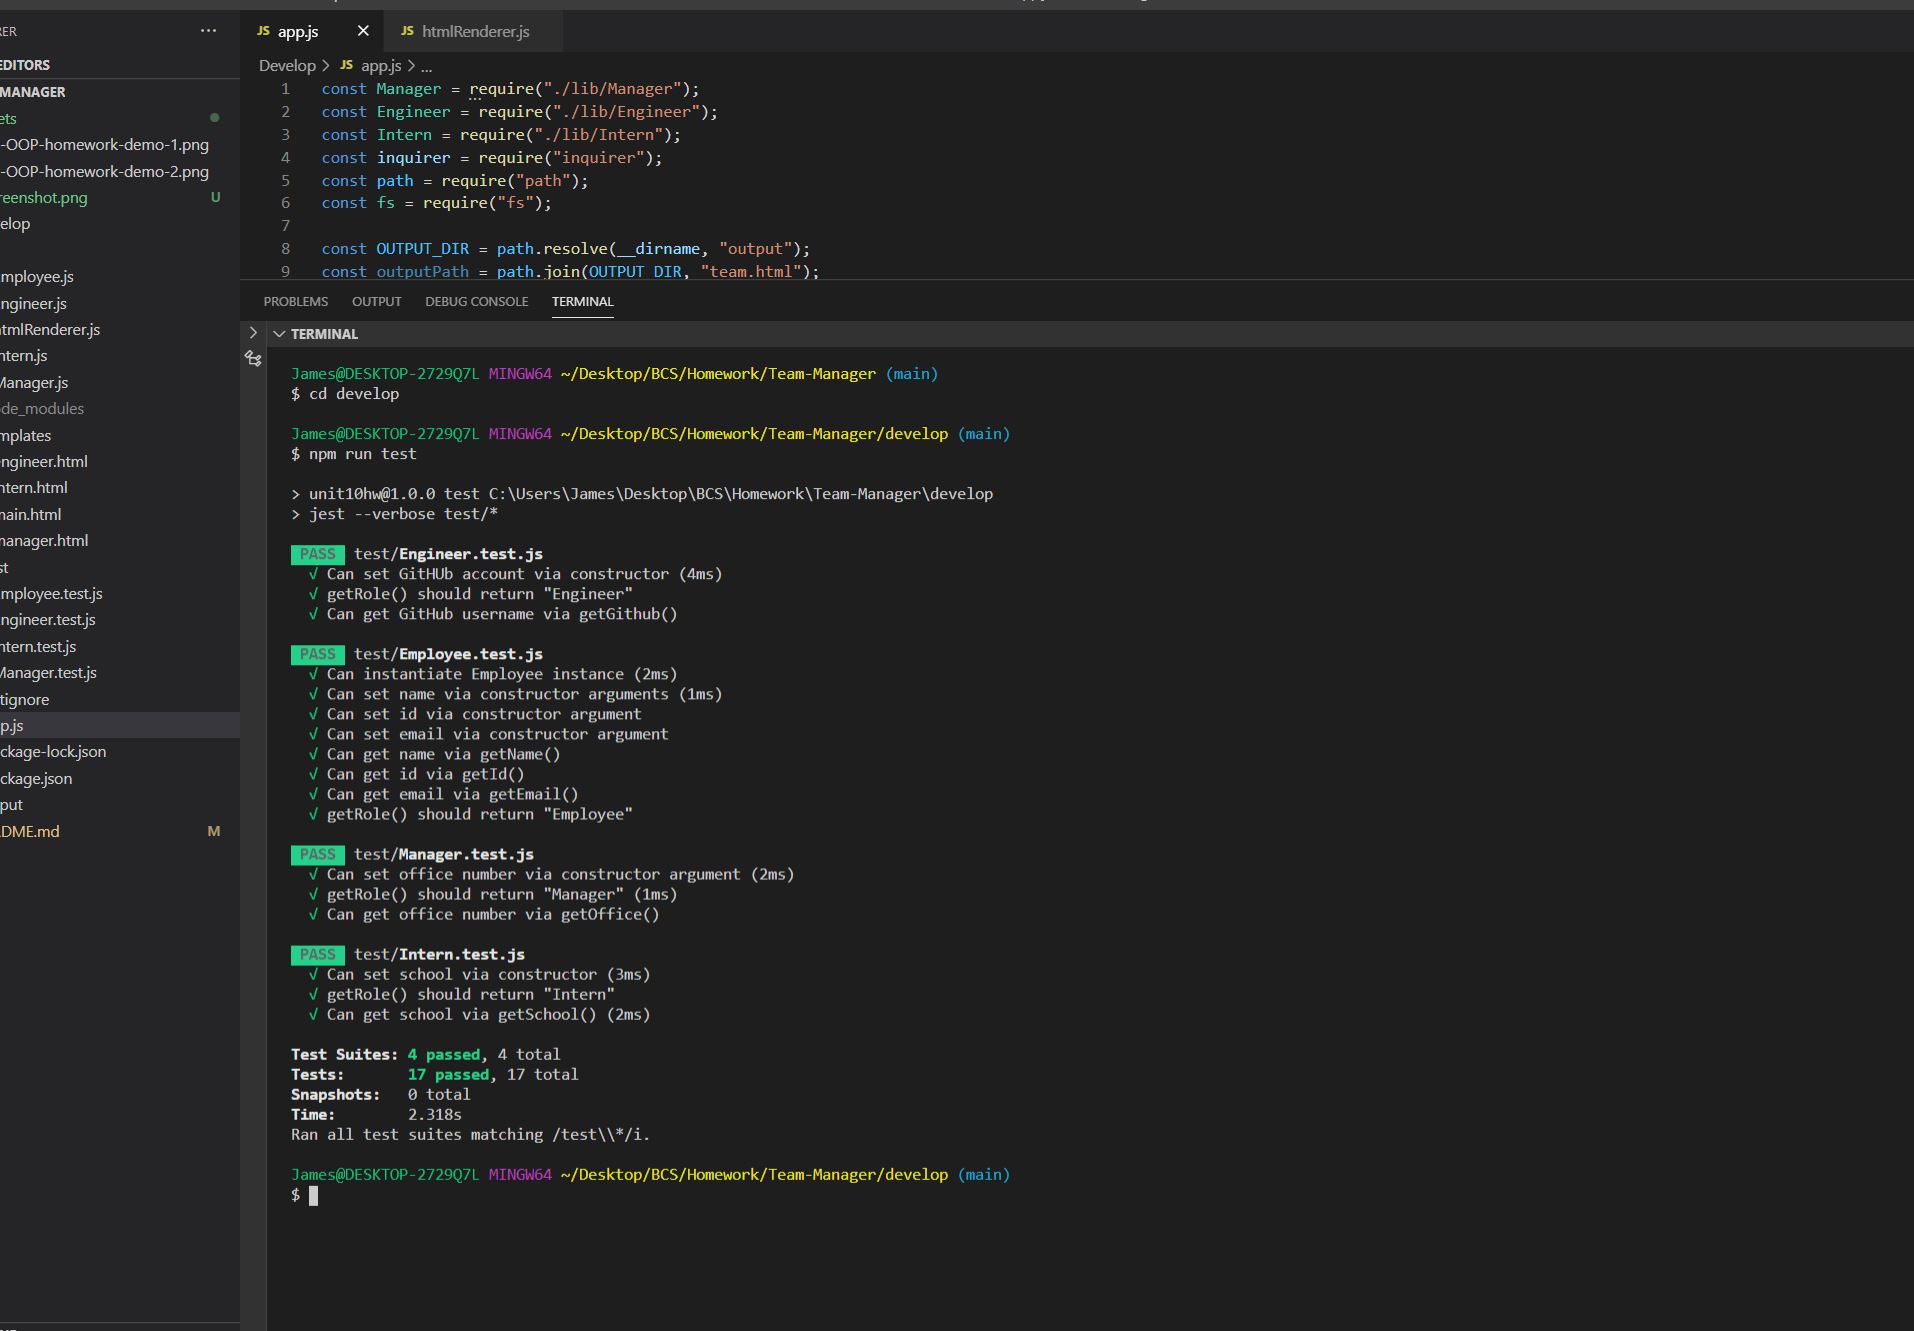 ER
···
JS app.js × JS htmlRenderer.js
EDITORS
Develop > JS app.js > ...
MANAGER
ets
-OOP-homework-demo-1.png
-OOP-homework-demo-2.png
reenshot.png U
elop
mployee.js
ngineer.js
tmlRenderer.js
ntern.js
Manager.js
de_modules
mplates
ngineer.html
ntern.html
main.html
manager.html
st
mployee.test.js
ngineer.test.js
ntern.test.js
Manager.test.js
tignore
p.js
ckage-lock.json
ckage.json
put
DME.md M
1 const Manager = require("./lib/Manager");
2 const Engineer = require("./lib/Engineer");
3 const Intern = require("./lib/Intern");
4 const inquirer = require("inquirer");
5 const path = require("path");
6 const fs = require("fs");
7
8 const OUTPUT_DIR = path.resolve(__dirname, "output");
9 const outputPath = path.join(OUTPUT_DIR, "team.html");
PROBLEMS OUTPUT DEBUG CONSOLE TERMINAL
TERMINAL
James@DESKTOP-2729Q7L MINGW64 ~/Desktop/BCS/Homework/Team-Manager (main)
$ cd develop
James@DESKTOP-2729Q7L MINGW64 ~/Desktop/BCS/Homework/Team-Manager/develop (main)
$ npm run test
> unit10hw@1.0.0 test C:\Users\James\Desktop\BCS\Homework\Team-Manager\develop
> jest --verbose test/*
PASS test/Engineer.test.js
√ Can set GitHUb account via constructor (4ms)
√ getRole() should return "Engineer"
√ Can get GitHub username via getGithub()
PASS test/Employee.test.js
√ Can instantiate Employee instance (2ms)
√ Can set name via constructor arguments (1ms)
√ Can set id via constructor argument
√ Can set email via constructor argument
√ Can get name via getName()
√ Can get id via getId()
√ Can get email via getEmail()
√ getRole() should return "Employee"
PASS test/Manager.test.js
√ Can set office number via constructor argument (2ms)
√ getRole() should return "Manager" (1ms)
√ Can get office number via getOffice()
PASS test/Intern.test.js
√ Can set school via constructor (3ms)
√ getRole() should return "Intern"
√ Can get school via getSchool() (2ms)
Test Suites: 4 passed, 4 total
Tests: 17 passed, 17 total
Snapshots: 0 total
Time: 2.318s
Ran all test suites matching /test\\*/i.
James@DESKTOP-2729Q7L MINGW64 ~/Desktop/BCS/Homework/Team-Manager/develop (main)
$